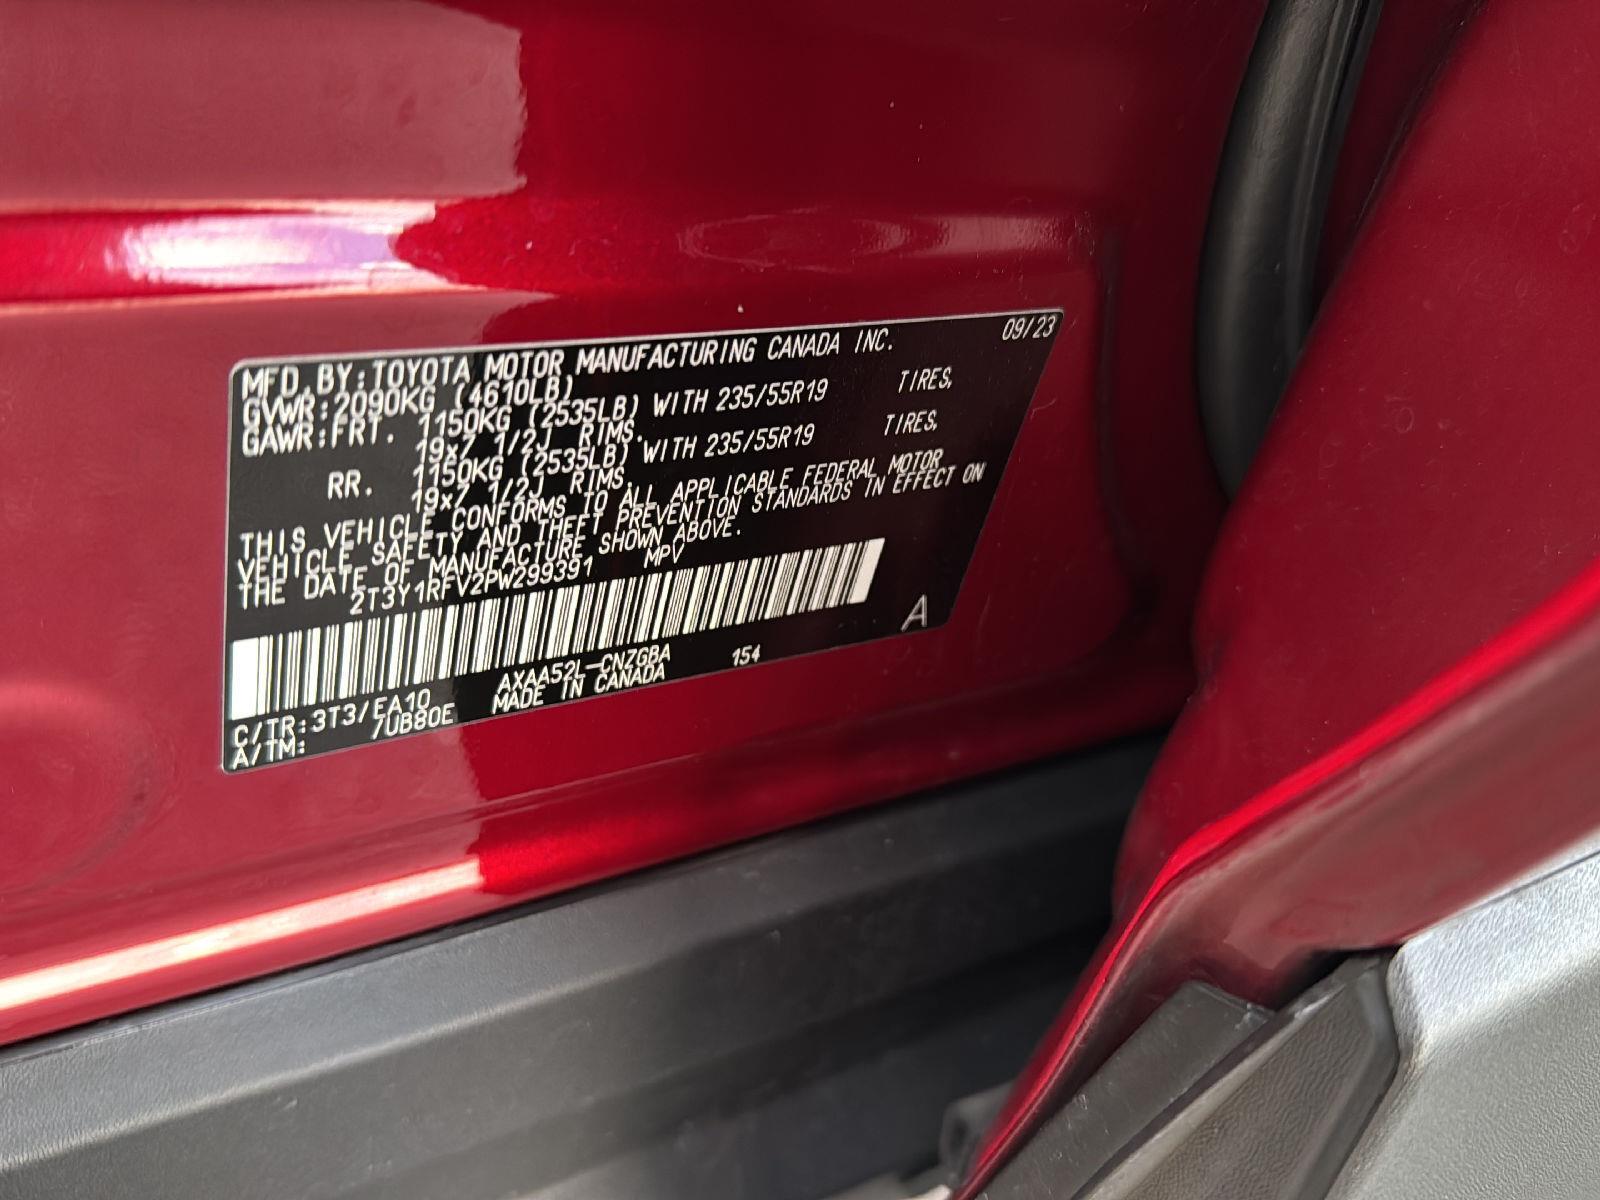 MFD.BY:TOYOTA MOTOR MANUFACTURING CANADA INC. 09/23
GVWR:2090KG (4610LB)
GAWR:FRT. 1150KG (2535LB) WITH 235/55R19 TIRES,
19x7 1/2J RIMS.
RR. 1150KG (2535LB) WITH 235/55R19 TIRES,
19x7 1/2J RIMS.
THIS VEHICLE CONFORMS TO ALL APPLICABLE FEDERAL MOTOR
VEHICLE SAFETY AND THEFT PREVENTION STANDARDS IN EFFECT ON
THE DATE OF MANUFACTURE SHOWN ABOVE.
2T3Y1RFV2PW299391 MPV
A
C/TR:3T3/EA10 AXAA52L-CNZGBA 154
A/TM: /UB80E MADE IN CANADA